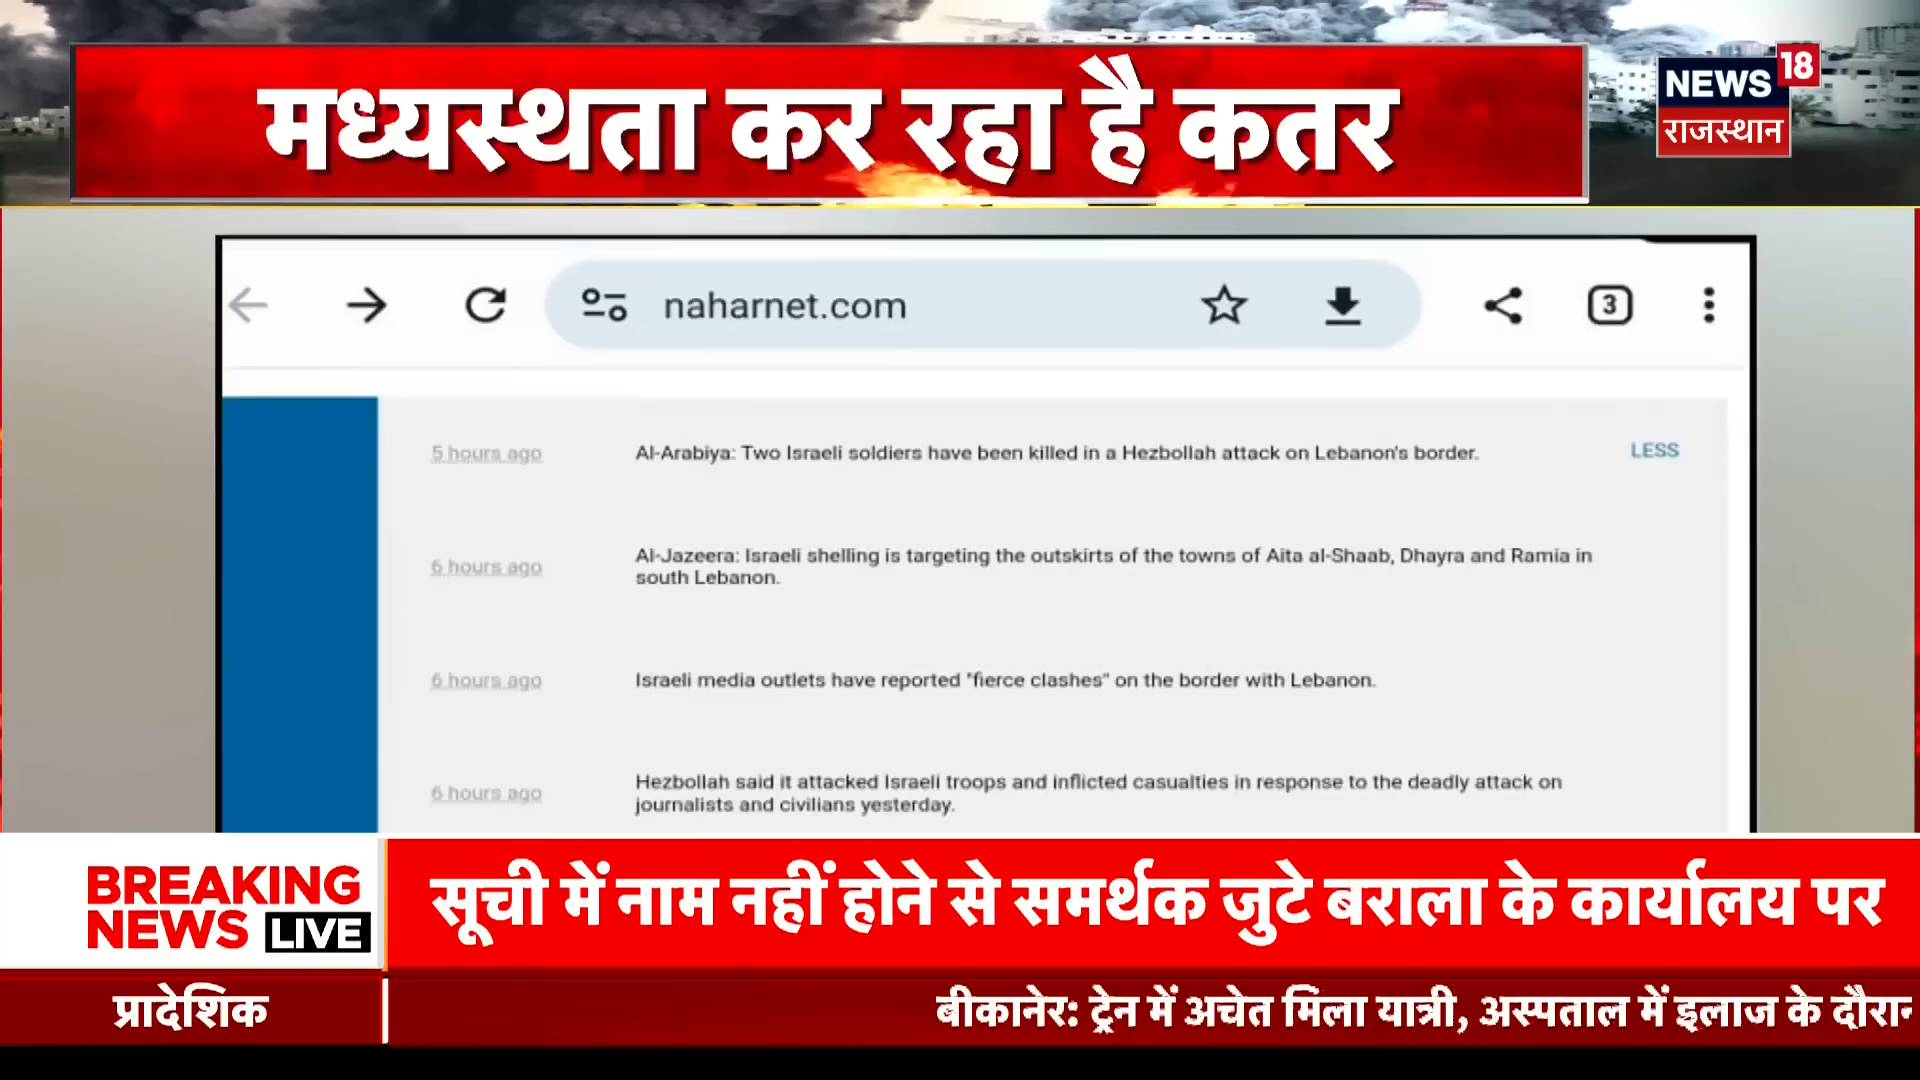 मध्यस्थता कर रहा है कतर
NEWS 18
राजस्थान
naharnet.com
3
5 hours ago
Al-Arabiya: Two Israeli soldiers have been killed in a Hezbollah attack on Lebanon's border.
LESS
6 hours ago
Al-Jazeera: Israeli shelling is targeting the outskirts of the towns of Aita al-Shaab, Dhayra and Ramia in
south Lebanon.
6 hours ago
Israeli media outlets have reported "fierce clashes" on the border with Lebanon.
6 hours ago
Hezbollah said it attacked Israeli troops and inflicted casualties in response to the deadly attack on
journalists and civilians yesterday.
BREAKING
NEWS LIVE
सूची में नाम नहीं होने से समर्थक जुटे बराला के कार्यालय पर
प्रादेशिक
बीकानेर: ट्रेन में अचेत मिला यात्री, अस्पताल में इलाज के दौरान